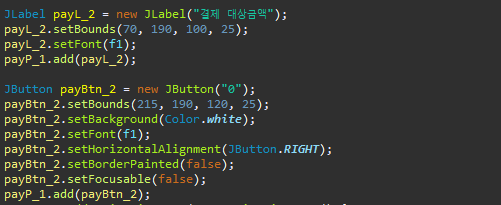 JLabel payL_2 = new JLabel("결제 대상금액");
payL_2.setBounds(70, 190, 100, 25);
payL_2.setFont(f1);
payP_1.add(payL_2);
JButton payBtn_2 = new JButton("0");
payBtn_2.setBounds(215, 190, 120, 25);
payBtn_2.setBackground(Color.white);
payBtn_2.setFont(f1);
payBtn_2.setHorizontalAlignment(JButton.RIGHT);
payBtn_2.setBorderPainted(false);
payBtn_2.setFocusable(false);
payP_1.add(payBtn_2);